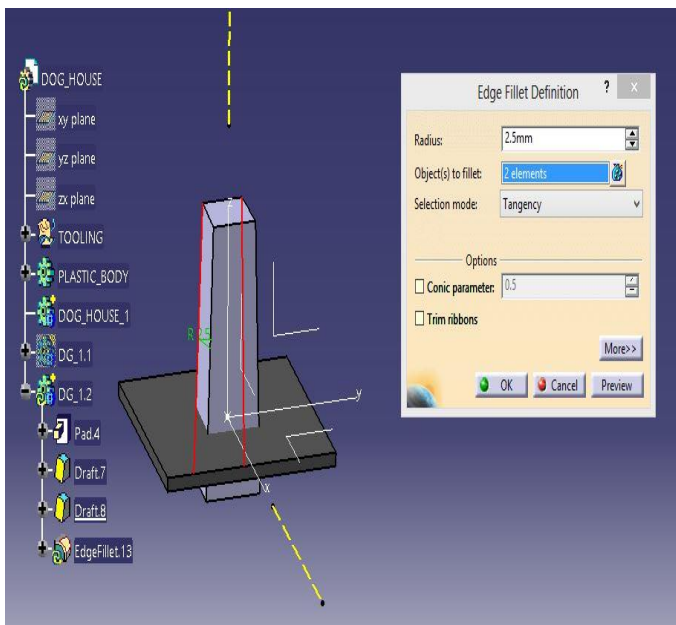 DOG_HOUSE
xy plane
yz plane
zx plane
TOOLING
PLASTIC_BODY
DOG_HOUSE_1
DG_1.1
DG_1.2
Pad.4
Draft.7
Draft.8
EdgeFillet.13
z
y
x
Edge Fillet Definition ? x
Radius: 2.5mm
Object(s) to fillet: 2 elements
Selection mode: Tangency
Options
Conic parameter: 0.5
Trim ribbons
More>>
OK Cancel Preview